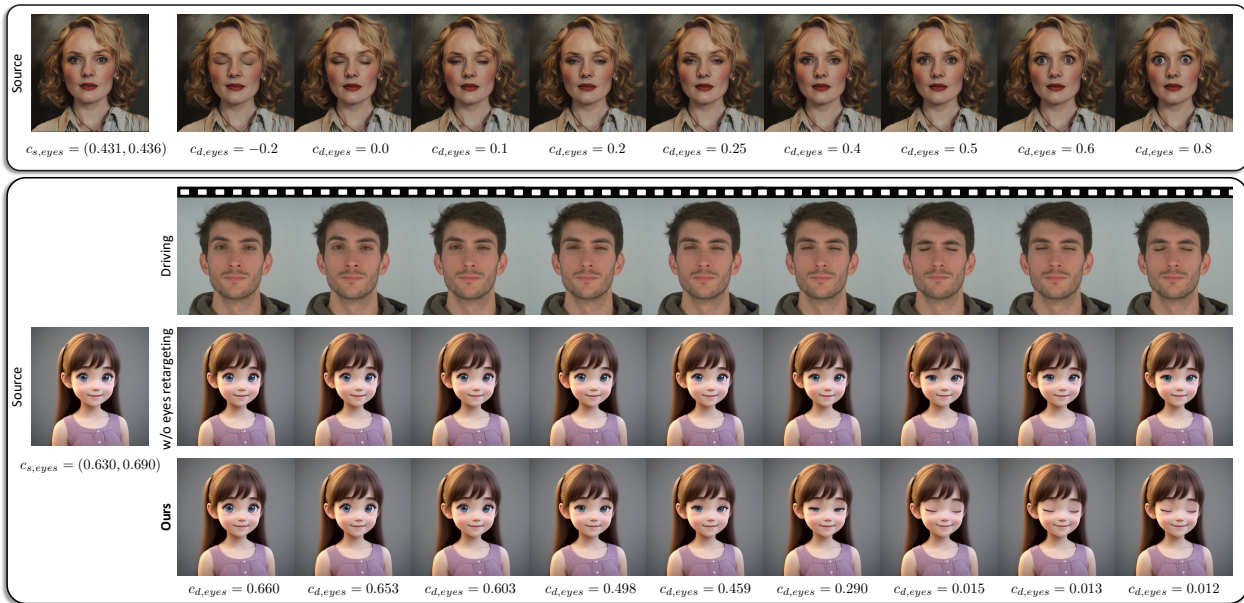 Source
c_{s,eyes} = (0.431, 0.436)
c_{d,eyes} = −0.2
c_{d,eyes} = 0.0
c_{d,eyes} = 0.1
c_{d,eyes} = 0.2
c_{d,eyes} = 0.25
c_{d,eyes} = 0.4
c_{d,eyes} = 0.5
c_{d,eyes} = 0.6
c_{d,eyes} = 0.8
Driving
Source
c_{s,eyes} = (0.630, 0.690)
w/o eyes retargeting
Ours
c_{d,eyes} = 0.660
c_{d,eyes} = 0.653
c_{d,eyes} = 0.603
c_{d,eyes} = 0.498
c_{d,eyes} = 0.459
c_{d,eyes} = 0.290
c_{d,eyes} = 0.015
c_{d,eyes} = 0.013
c_{d,eyes} = 0.012